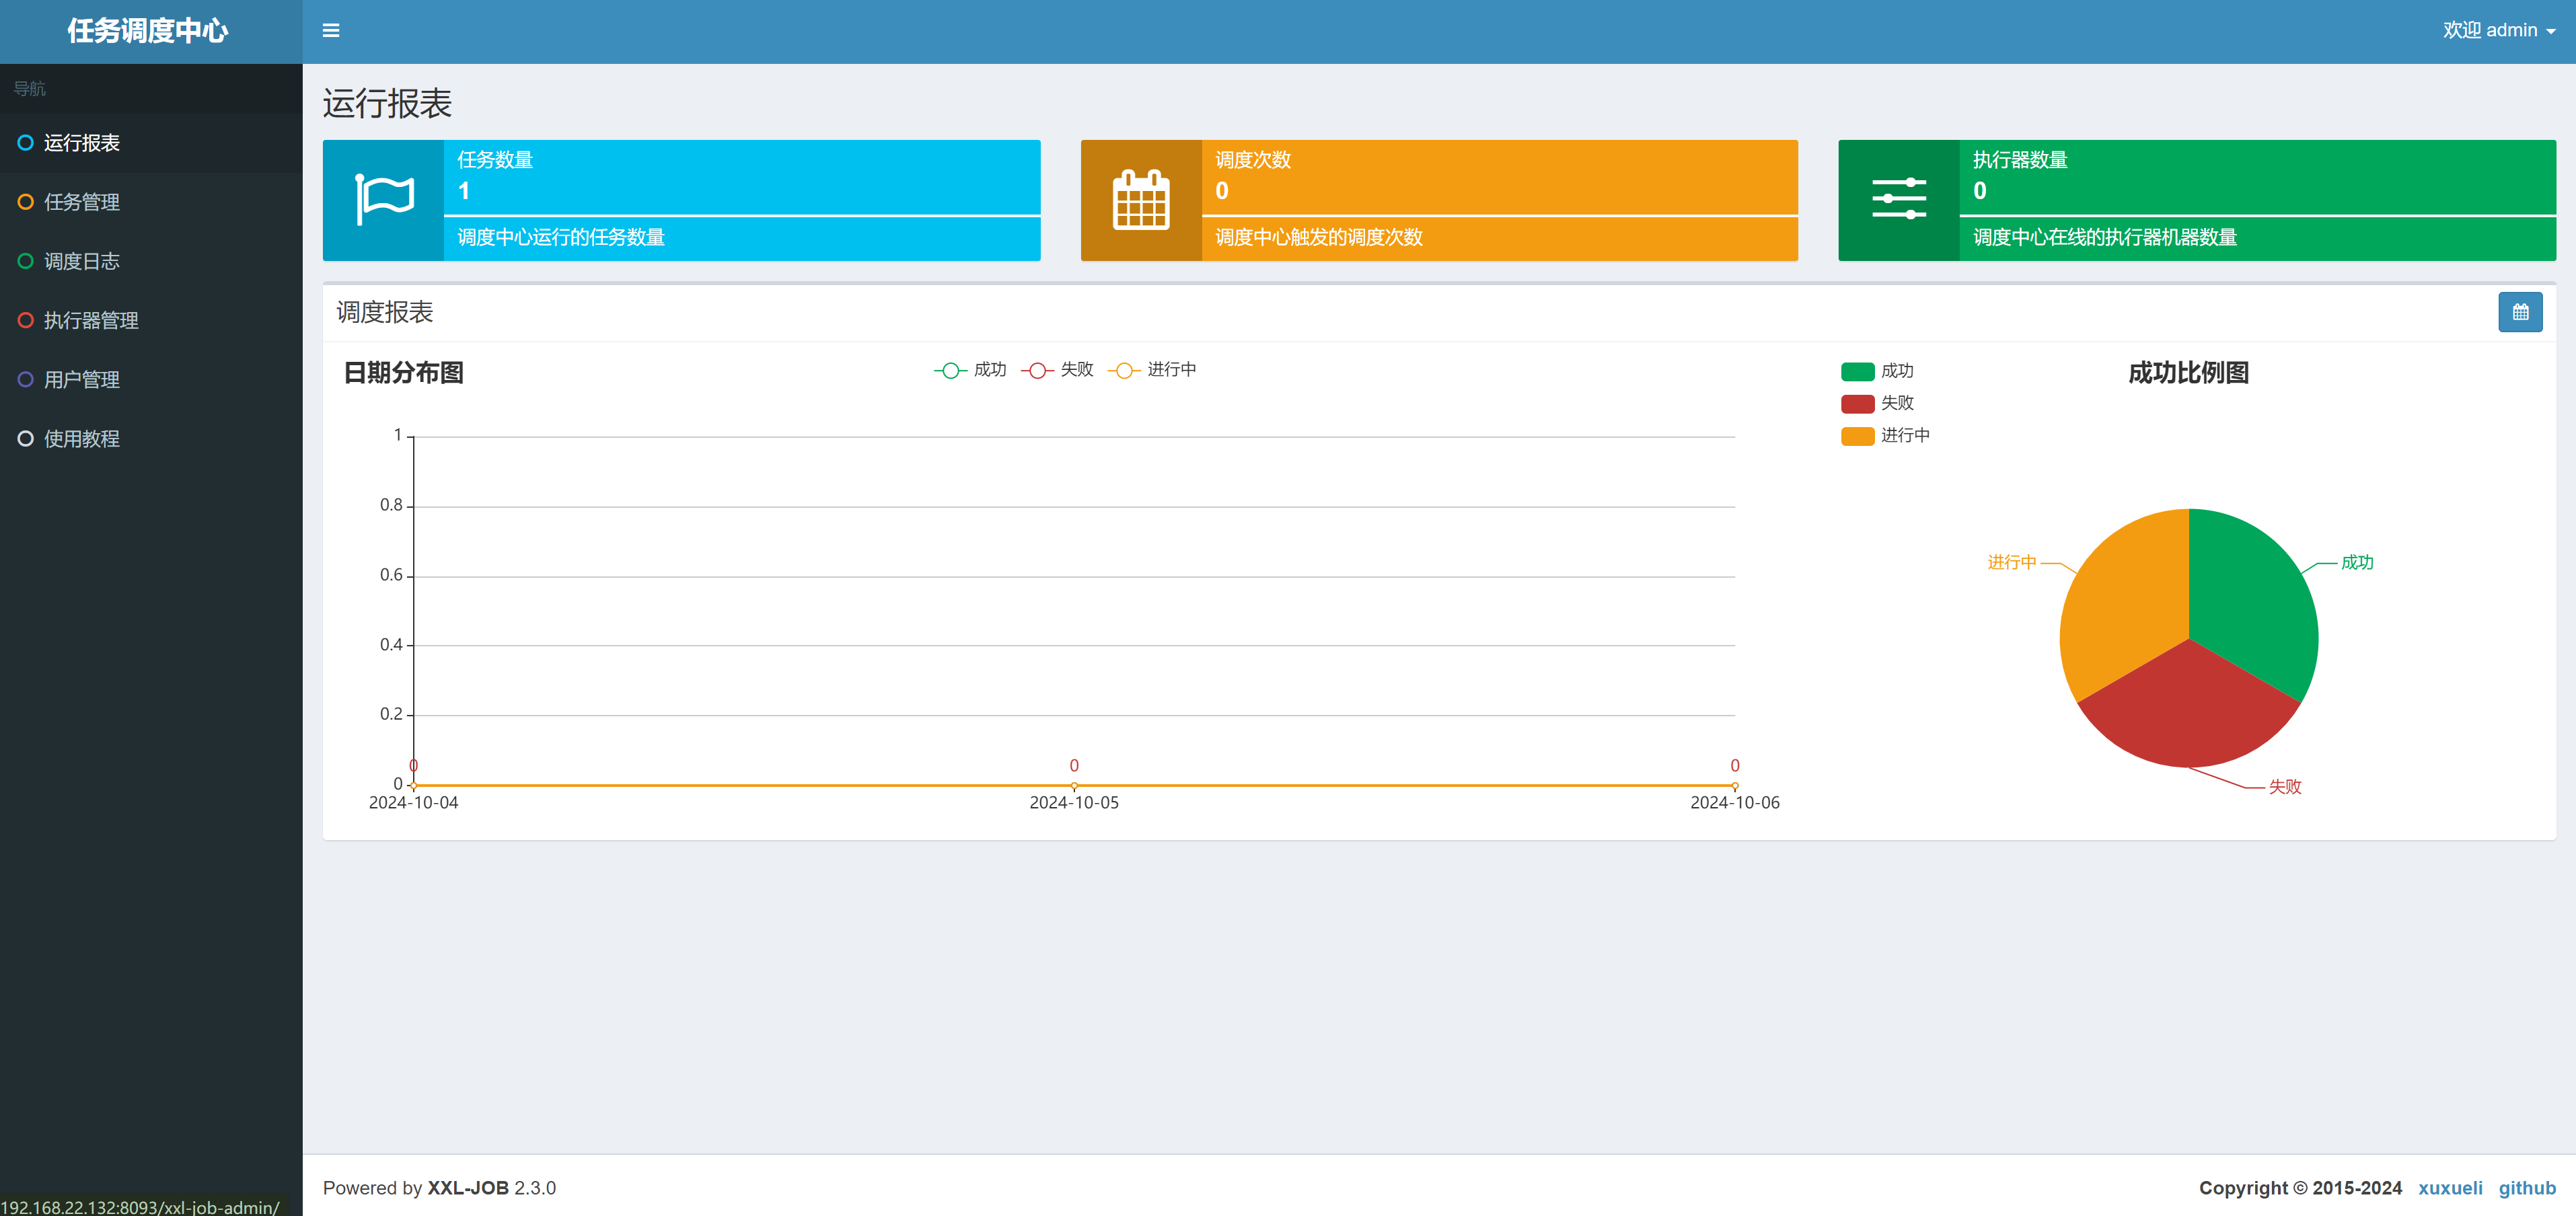 任务调度中心
欢迎 admin
导航
运行报表
任务管理
调度日志
执行器管理
用户管理
使用教程
运行报表
任务数量
1
调度中心运行的任务数量
调度次数
0
调度中心触发的调度次数
执行器数量
0
调度中心在线的执行器机器数量
调度报表
日期分布图
成功 失败 进行中
1
0.8
0.6
0.4
0.2
0
0 0 0
2024-10-04 2024-10-05 2024-10-06
成功
失败
进行中
成功比例图
进行中
成功
失败
Powered by XXL-JOB 2.3.0
Copyright © 2015-2024 xuxueli github
192.168.22.132:8093/xxl-job-admin/